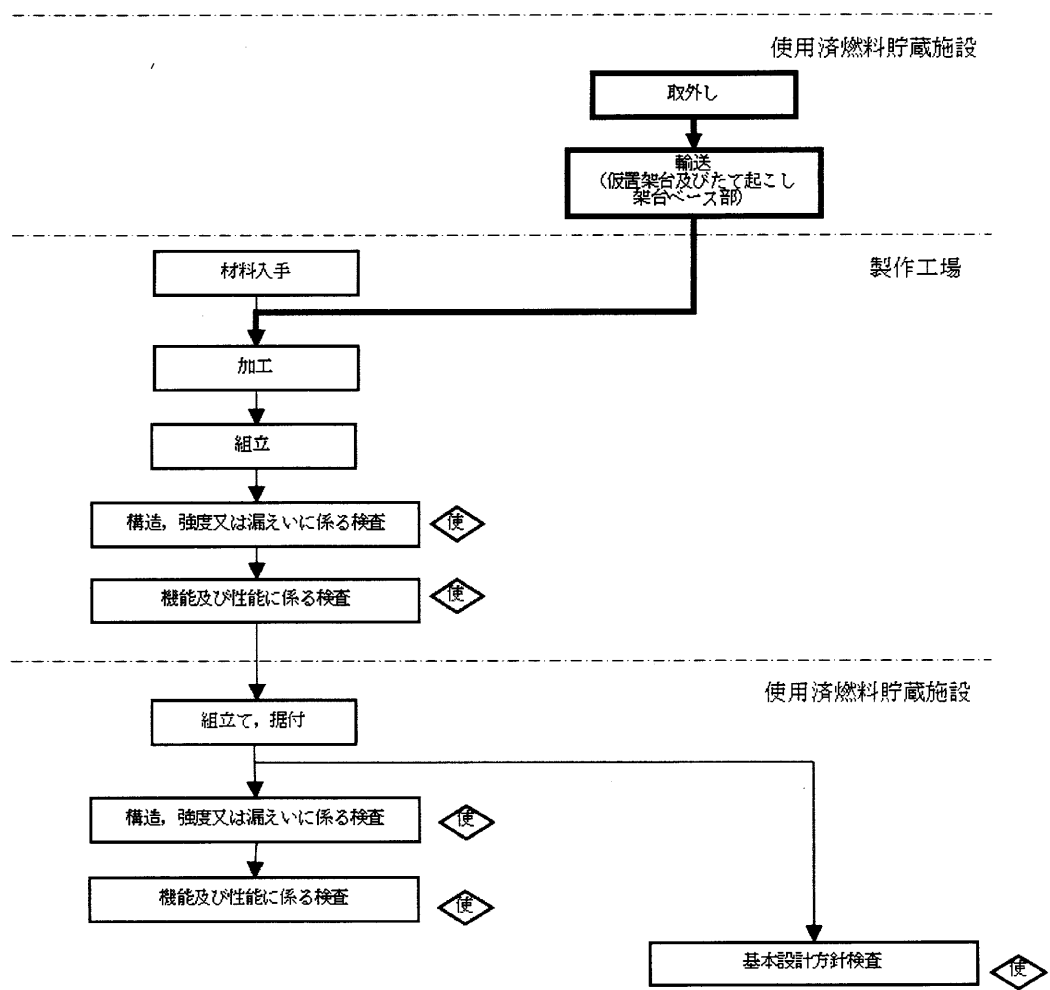 使用済燃料貯蔵施設
取外し
輸送
（仮置架台及びたて起こし
架台ベース部）
製作工場
材料入手
加工
組立
構造，強度又は漏えいに係る検査
使
機能及び性能に係る検査
使
使用済燃料貯蔵施設
組立て，据付
構造，強度又は漏えいに係る検査
使
機能及び性能に係る検査
使
基本設計方針検査
使